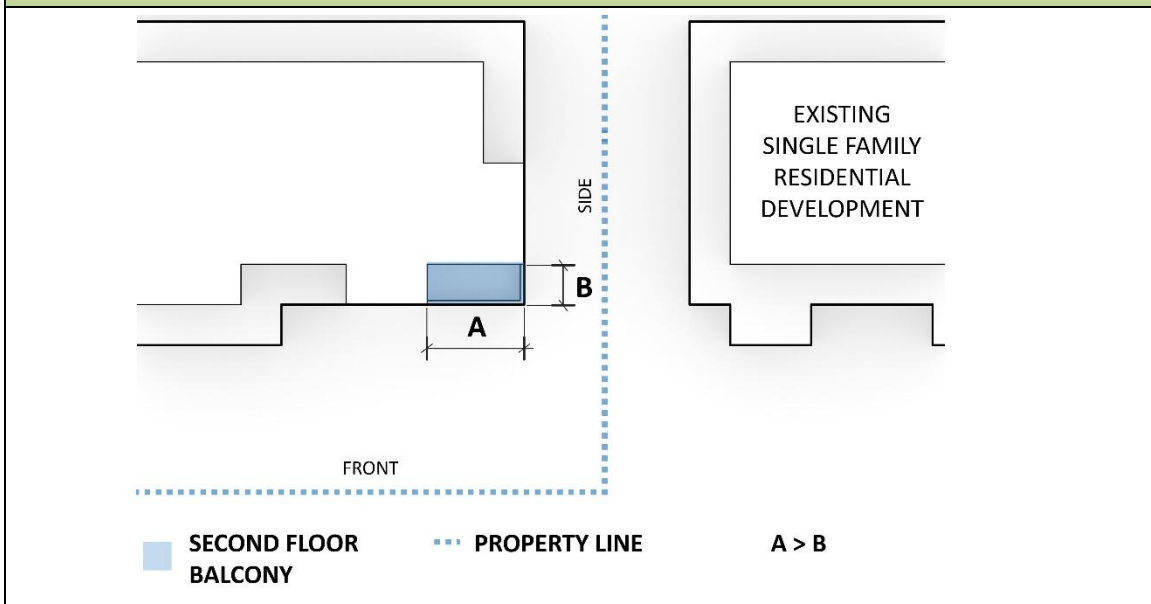 EXISTING
SINGLE FAMILY
RESIDENTIAL
DEVELOPMENT
SIDE
B
A
FRONT
SECOND FLOOR
BALCONY
PROPERTY LINE
A > B